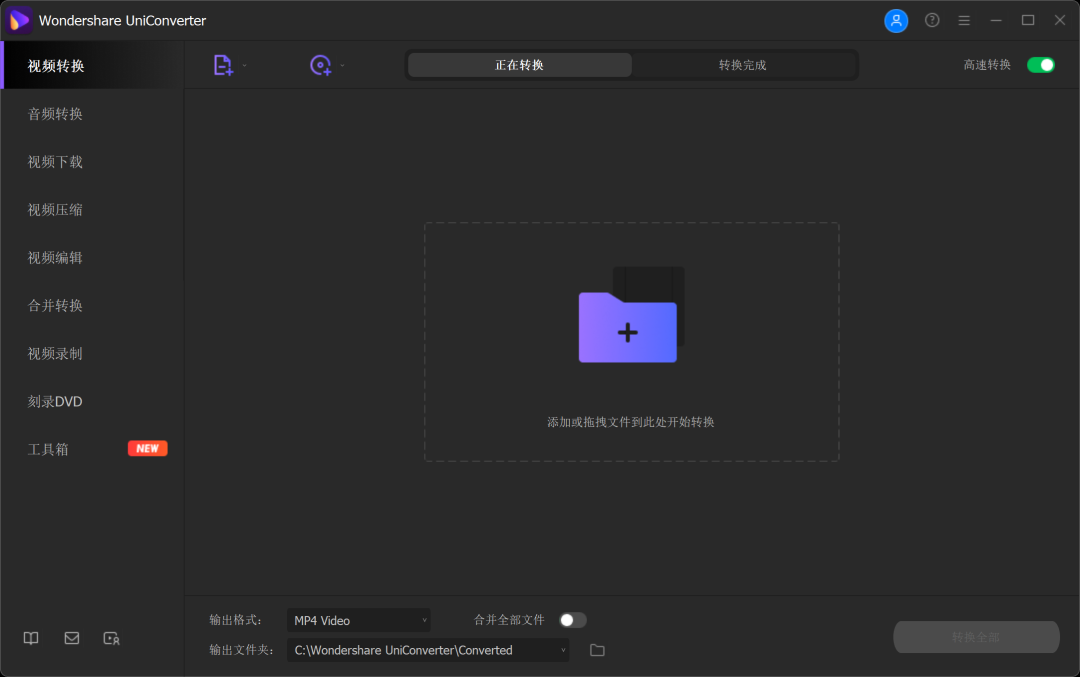 Wondershare UniConverter
视频转换
音频转换
视频下载
视频压缩
视频编辑
合并转换
视频录制
刻录DVD
工具箱 NEW
正在转换 转换完成 高速转换
添加或拖拽文件到此处开始转换
输出格式: MP4 Video 合并全部文件
输出文件夹: C:\Wondershare UniConverter\Converted
转换全部